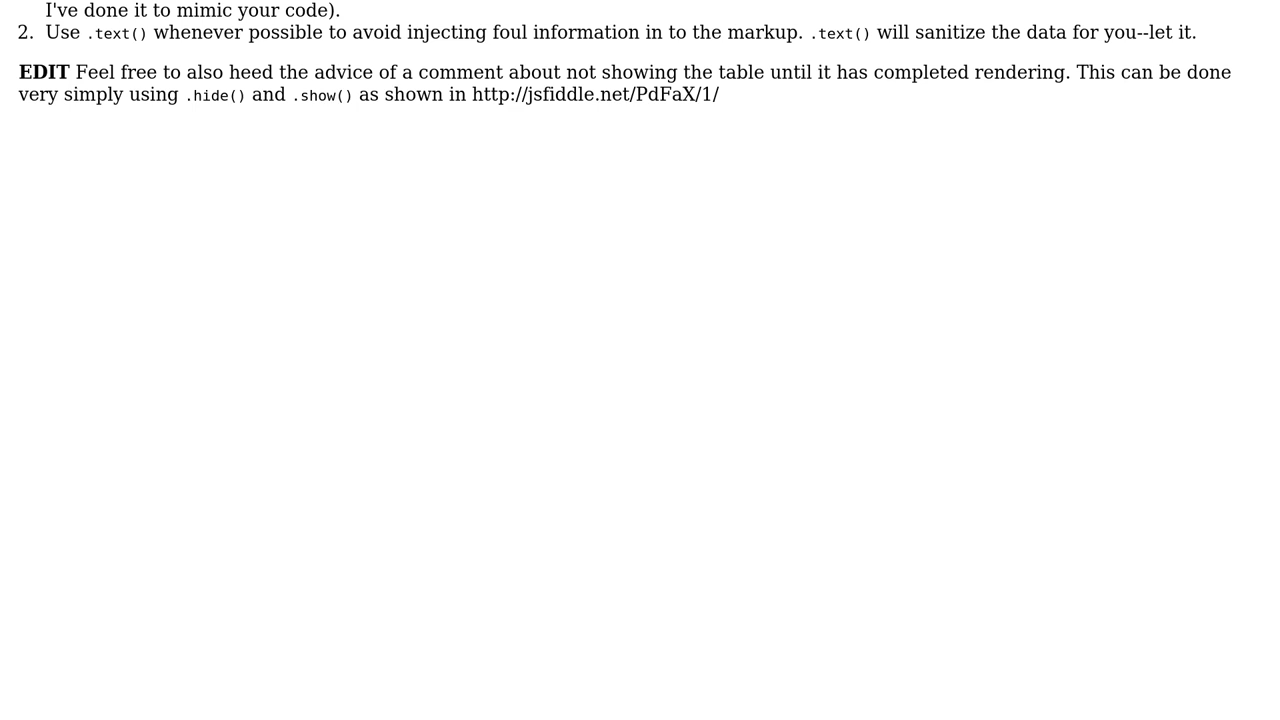 I've done it to mimic your code).
2. Use .text() whenever possible to avoid injecting foul information in to the markup. .text() will sanitize the data for you--let it.
EDIT Feel free to also heed the advice of a comment about not showing the table until it has completed rendering. This can be done
very simply using .hide() and .show() as shown in http://jsfiddle.net/PdFaX/1/